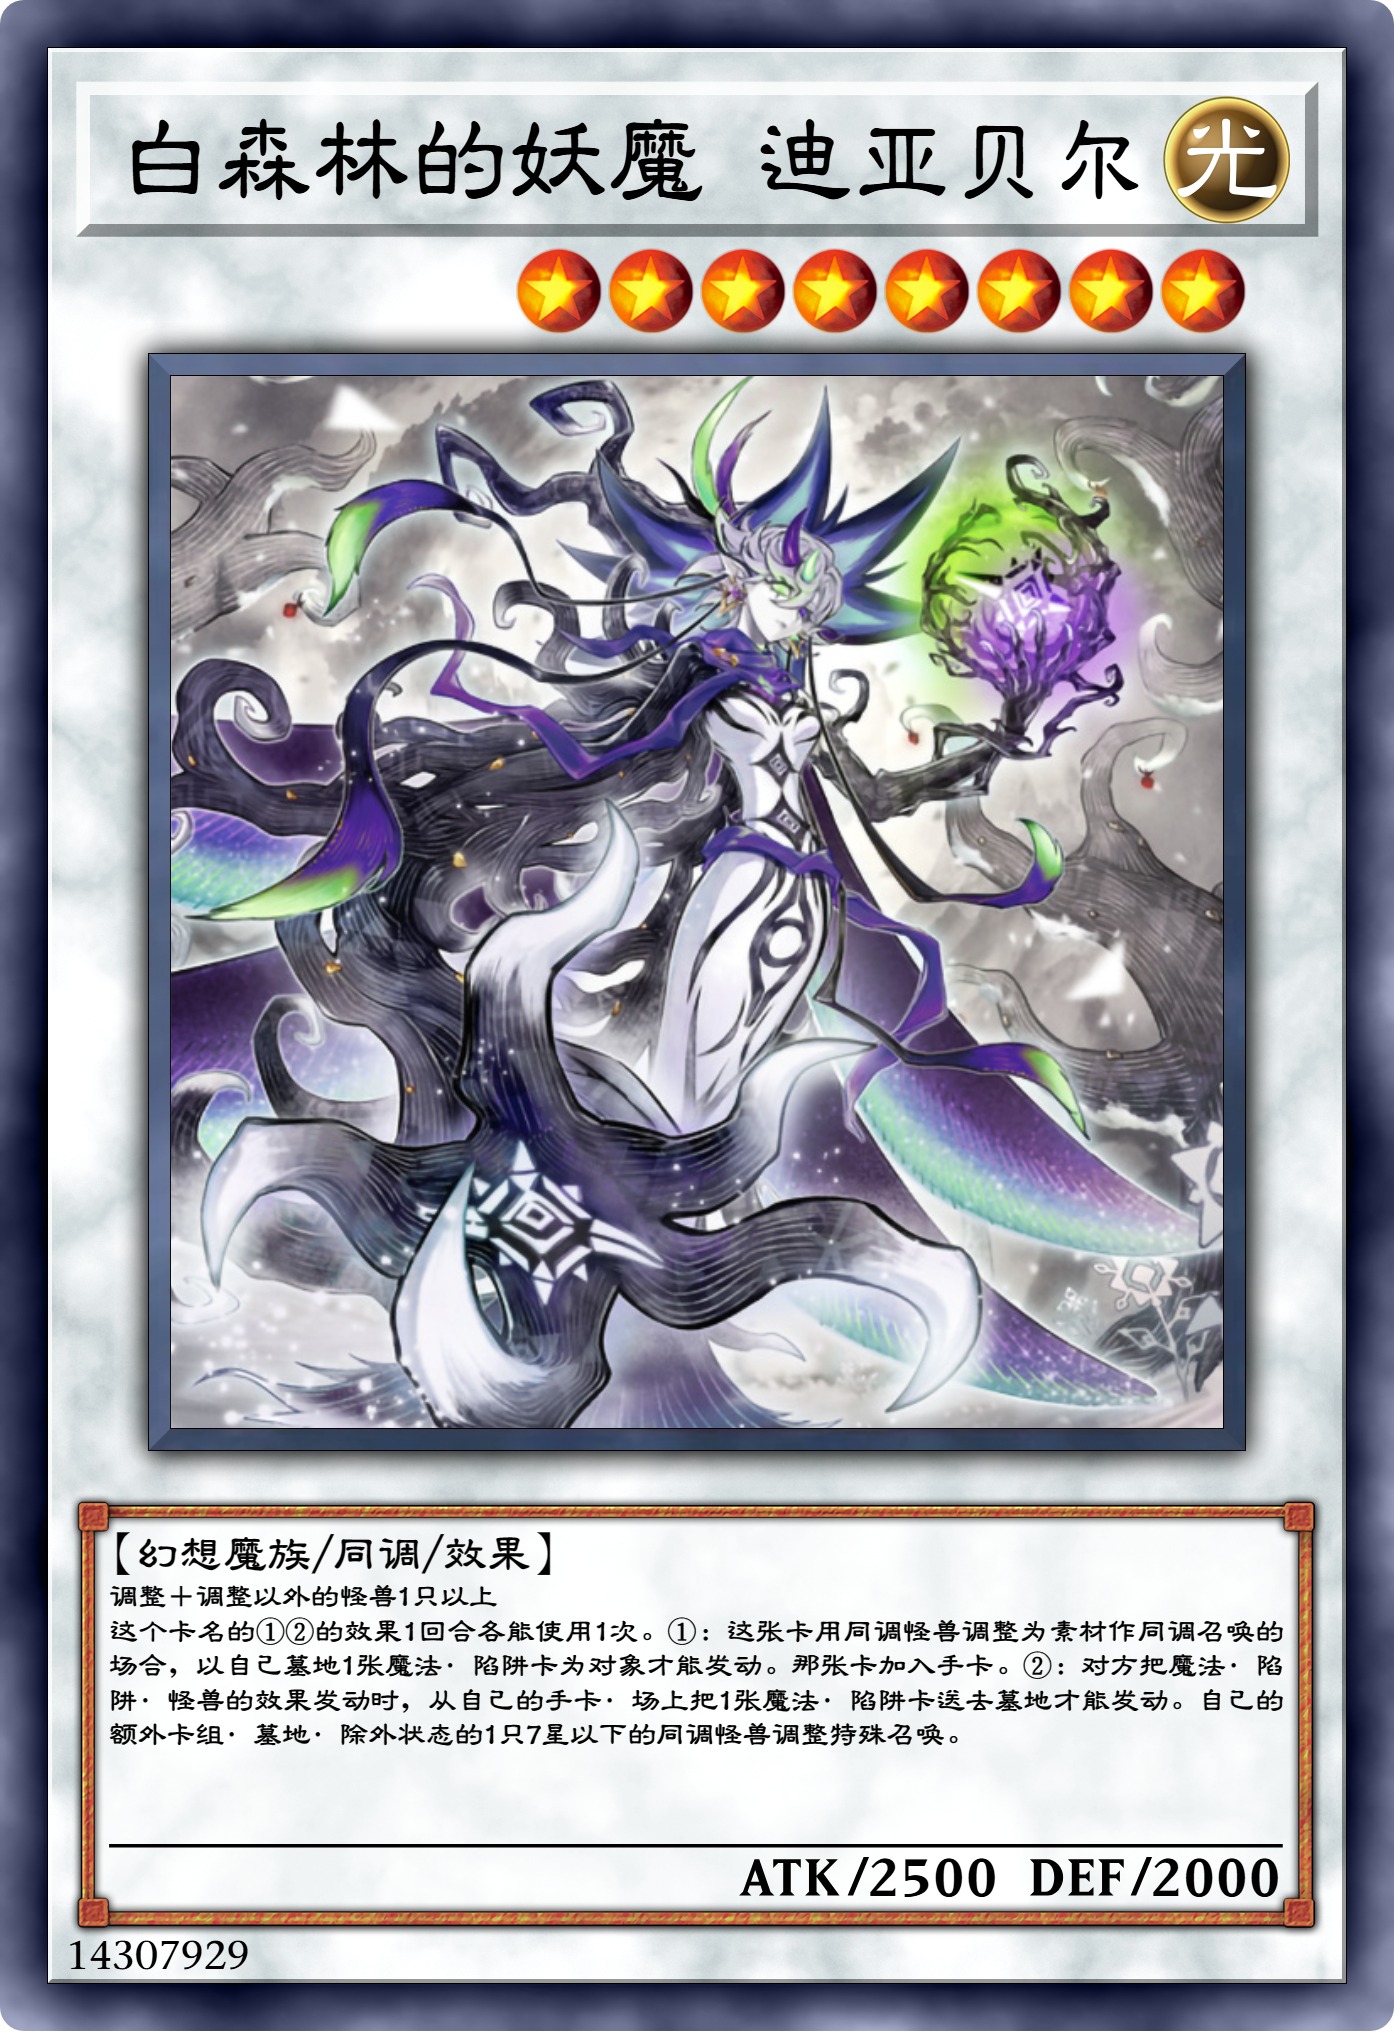 白森林的妖魔 迪亚贝尔 光
【幻想魔族/同调/效果】
调整＋调整以外的怪兽1只以上
这个卡名的①②的效果1回合各能使用1次。①：这张卡用同调怪兽调整为素材作同调召唤的
场合，以自己墓地1张魔法·陷阱卡为对象才能发动。那张卡加入手卡。②：对方把魔法·陷
阱·怪兽的效果发动时，从自己的手卡·场上把1张魔法·陷阱卡送去墓地才能发动。自己的
额外卡组·墓地·除外状态的1只7星以下的同调怪兽调整特殊召唤。
ATK/2500 DEF/2000
14307929